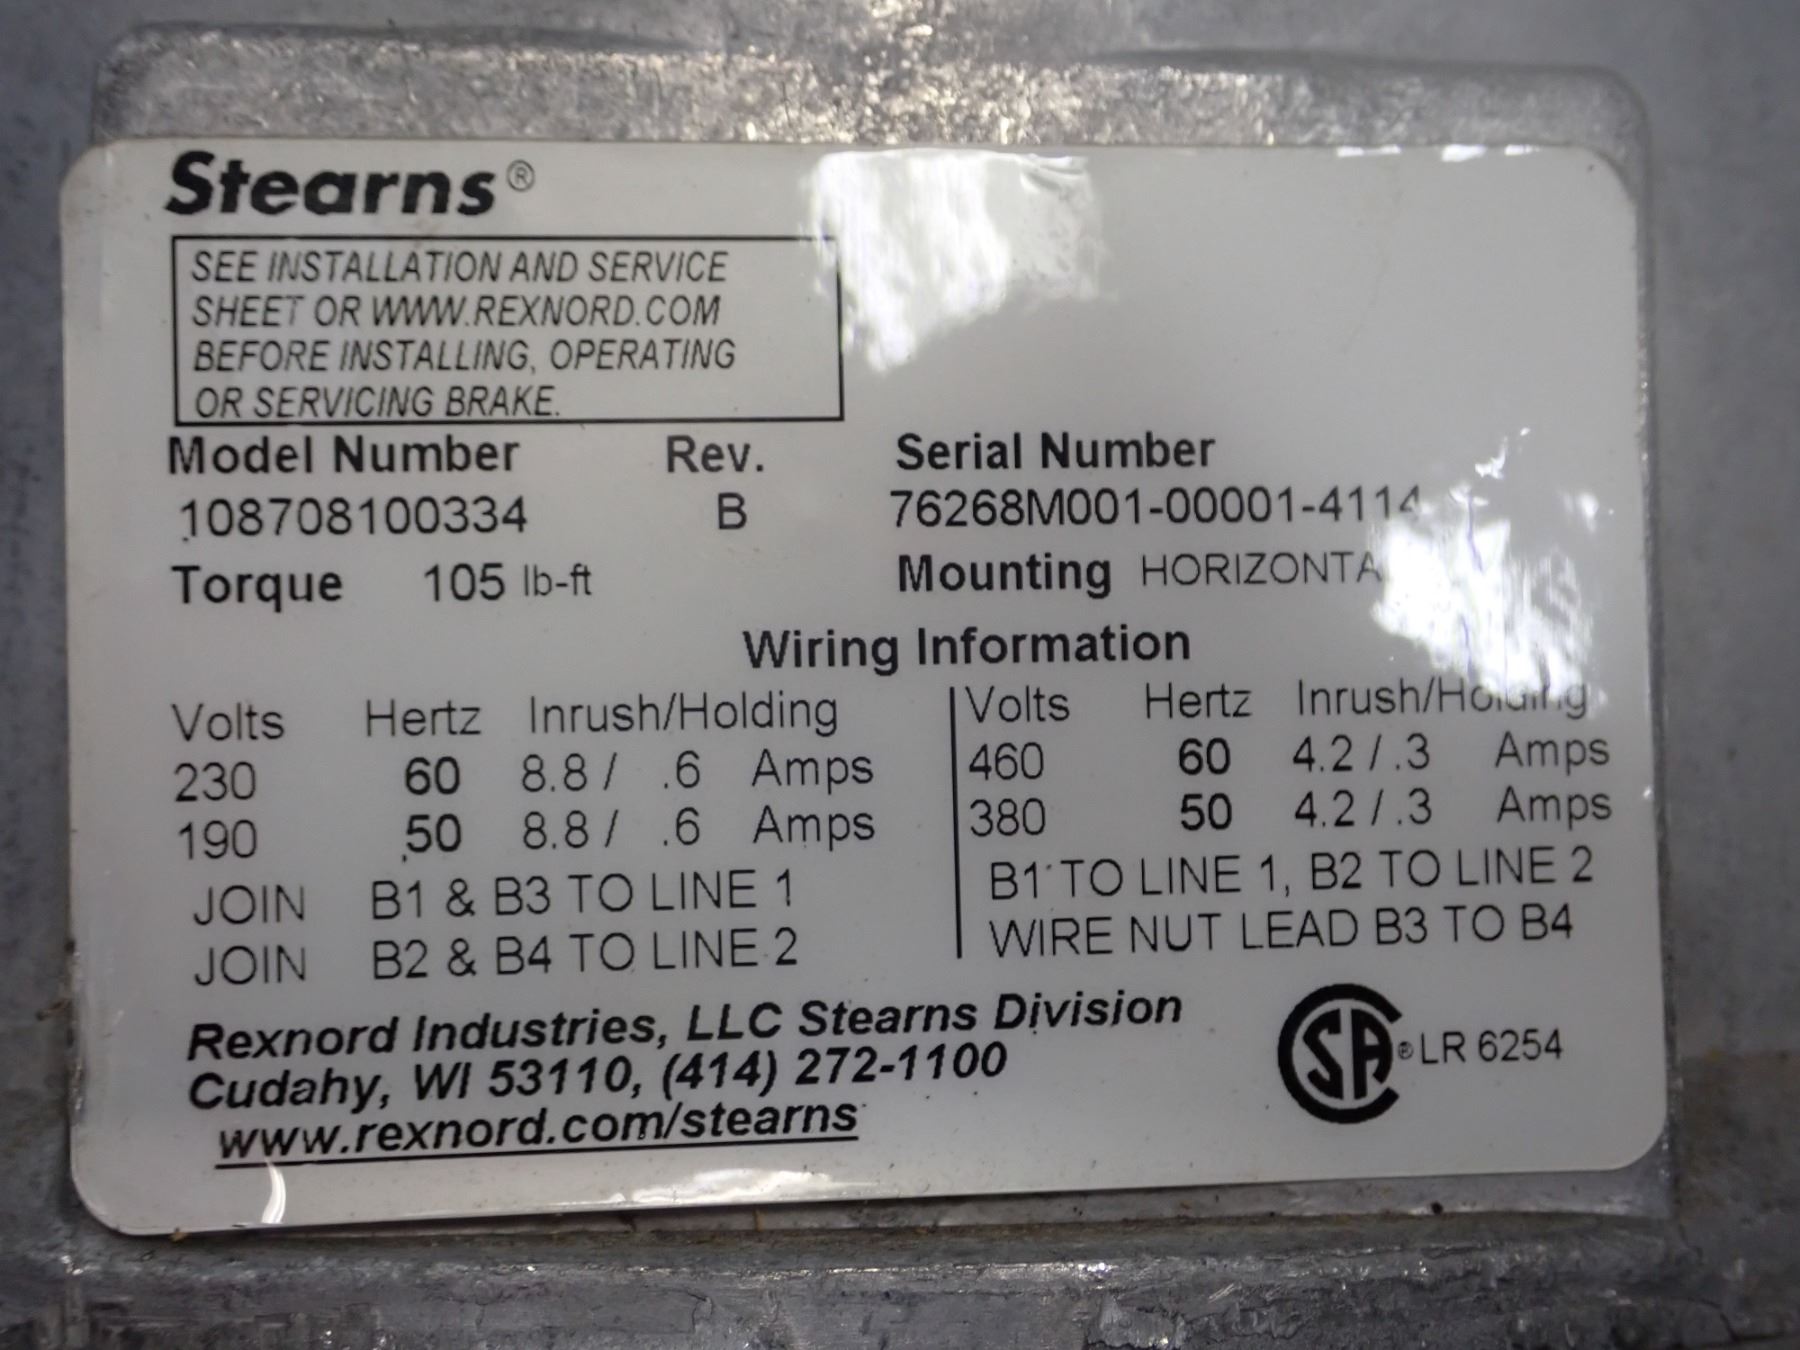 Stearns®
SEE INSTALLATION AND SERVICE
SHEET OR WWW.REXNORD.COM
BEFORE INSTALLING, OPERATING
OR SERVICING BRAKE.
Model Number Rev. Serial Number
108708100334 B 76268M001-00001-4114
Torque 105 lb-ft Mounting HORIZONTA
Wiring Information
Volts Hertz Inrush/Holding
230 60 8.8 / .6 Amps
190 50 8.8 / .6 Amps
JOIN B1 & B3 TO LINE 1
JOIN B2 & B4 TO LINE 2
Volts Hertz Inrush/Holding
460 60 4.2 / .3 Amps
380 50 4.2 / .3 Amps
B1 TO LINE 1, B2 TO LINE 2
WIRE NUT LEAD B3 TO B4
Rexnord Industries, LLC Stearns Division
Cudahy, WI 53110, (414) 272-1100
www.rexnord.com/stearns
SA® LR 6254